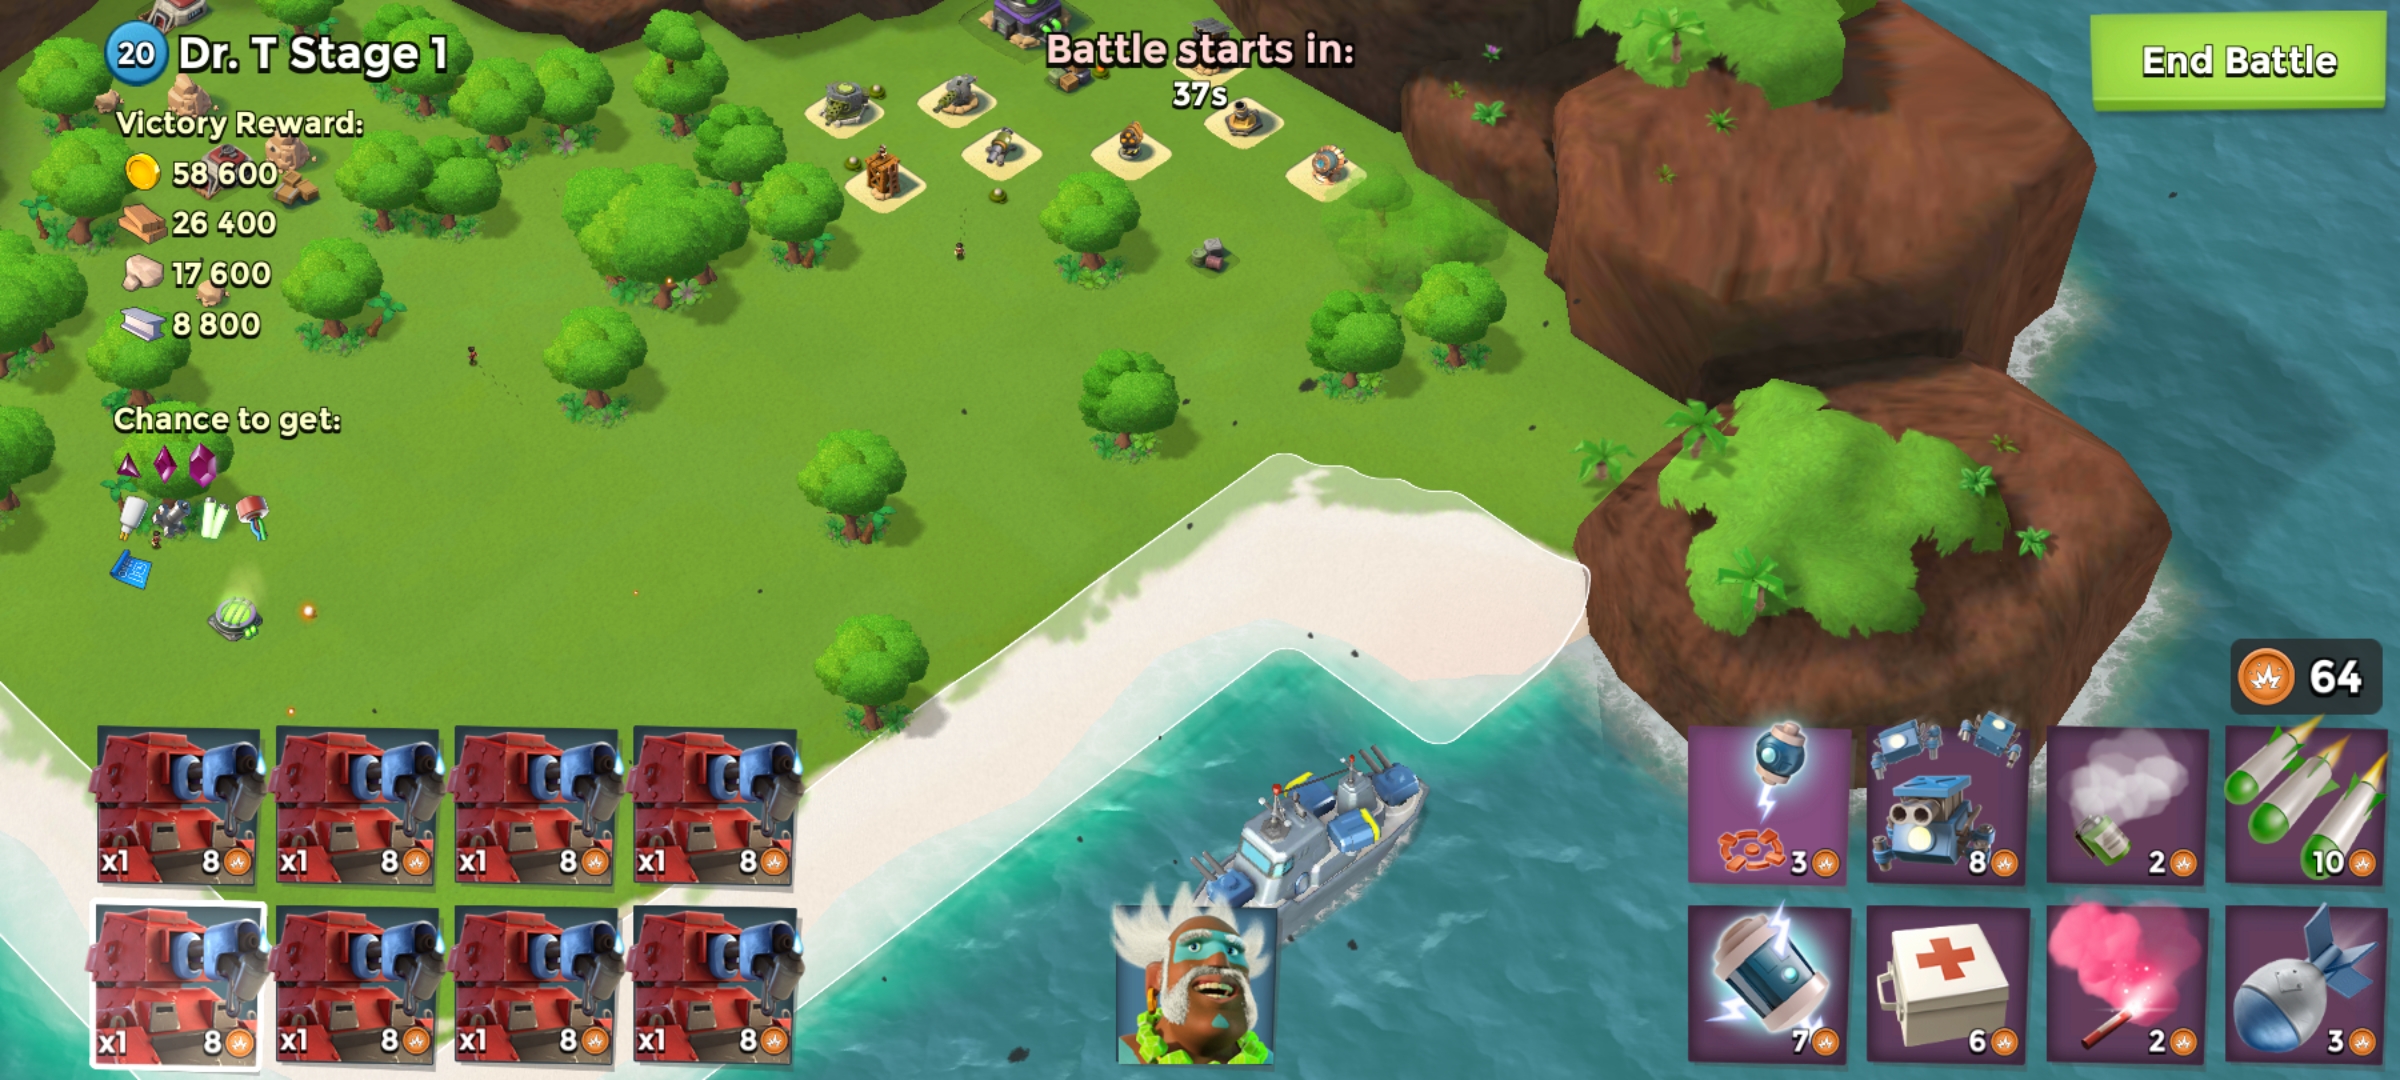 20 Dr. T Stage 1
Victory Reward:
58 600
26 400
17 600
8 800
Chance to get:
Battle starts in:
37s
End Battle
64
x1 8
x1 8
x1 8
x1 8
3
8
2
10
x1 8
x1 8
x1 8
x1 8
7
6
2
3